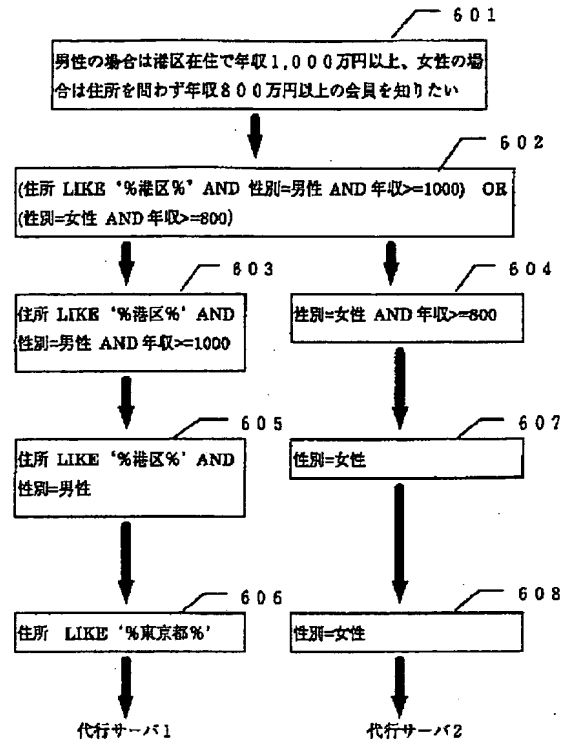 601
男性の場合は港区在住で年収1,000万円以上、女性の場
合は住所を問わず年収800万円以上の会員を知りたい
602
(住所 LIKE '%港区%' AND 性別=男性 AND 年収>=1000) OR
(性別=女性 AND 年収>=800)
603
住所 LIKE '%港区%' AND
性別=男性 AND 年収>=1000
604
性別=女性 AND 年収>=800
605
住所 LIKE '%港区%' AND
性別=男性
607
性別=女性
606
住所 LIKE '%東京都%'
608
性別=女性
代行サーバ1
代行サーバ2